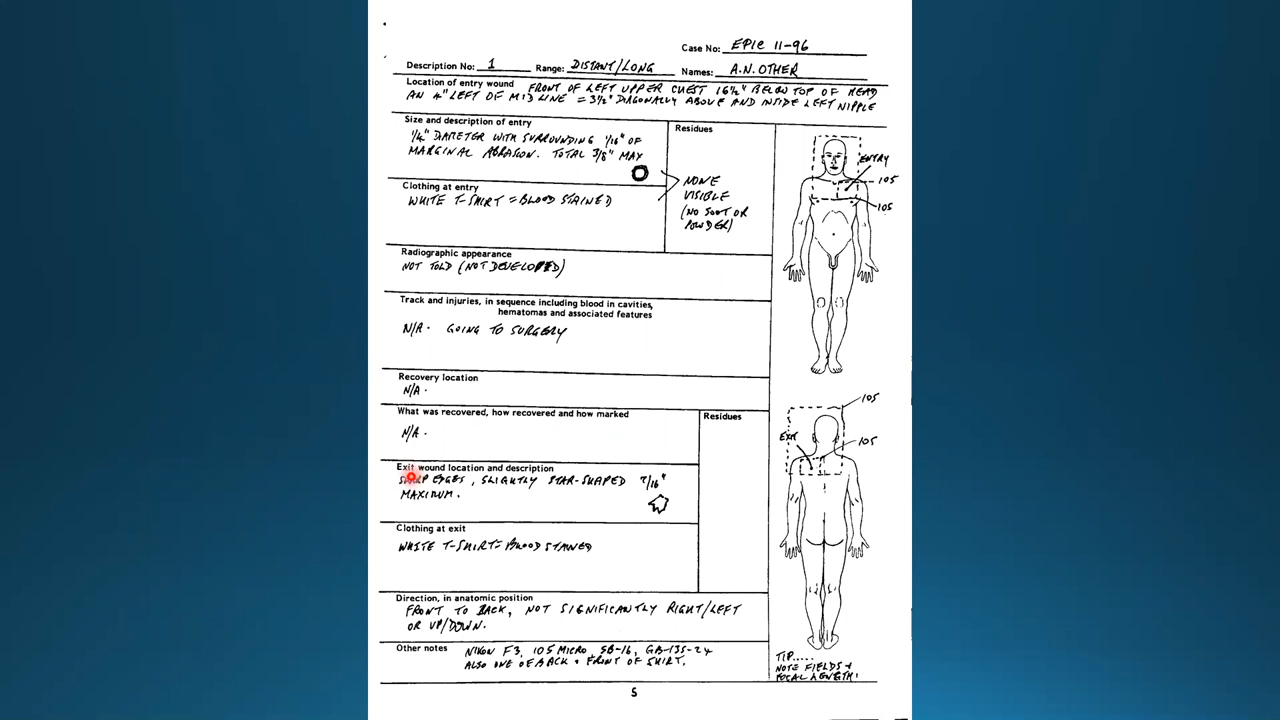 Case No: EPIC 11-96
Description No: 1 Range: DISTANT/LONG Names: A.N. OTHER
Location of entry wound FRONT OF LEFT UPPER CHEST 16½" BELOW TOP OF HEAD
AN 4" LEFT OF MID LINE = 3½" DIAGONALLY ABOVE AND INSIDE LEFT NIPPLE
Size and description of entry
¼" DIAMETER WITH SURROUNDING 1/16" OF
MARGINAL ABRASION. TOTAL 3/8" MAX
Residues
NONE
VISIBLE
(NO SOOT OR
POWDER)
Clothing at entry
WHITE T-SHIRT = BLOOD STAINED
Radiographic appearance
NOT TOLD (NOT DEVELOPED)
Track and injuries, in sequence including blood in cavities,
hematomas and associated features
N/A. GOING TO SURGERY
Recovery location
N/A.
What was recovered, how recovered and how marked
N/A.
Residues
Exit wound location and description
SHARP EDGES, SLIGHTLY STAR-SHAPED 7/16"
MAXIMUM.
Clothing at exit
WHITE T-SHIRT = BLOOD STAINED
Direction, in anatomic position
FRONT TO BACK, NOT SIGNIFICANTLY RIGHT/LEFT
OR UP/DOWN.
Other notes NIKON F3, 105 MICRO, SB-16, GB-135-24
ALSO ONE OF BACK + FRONT OF SHIRT.
ENTRY
105
105
105
EXIT
105
TIP.....
NOTE FIELDS +
FOCAL LENGTH!
5